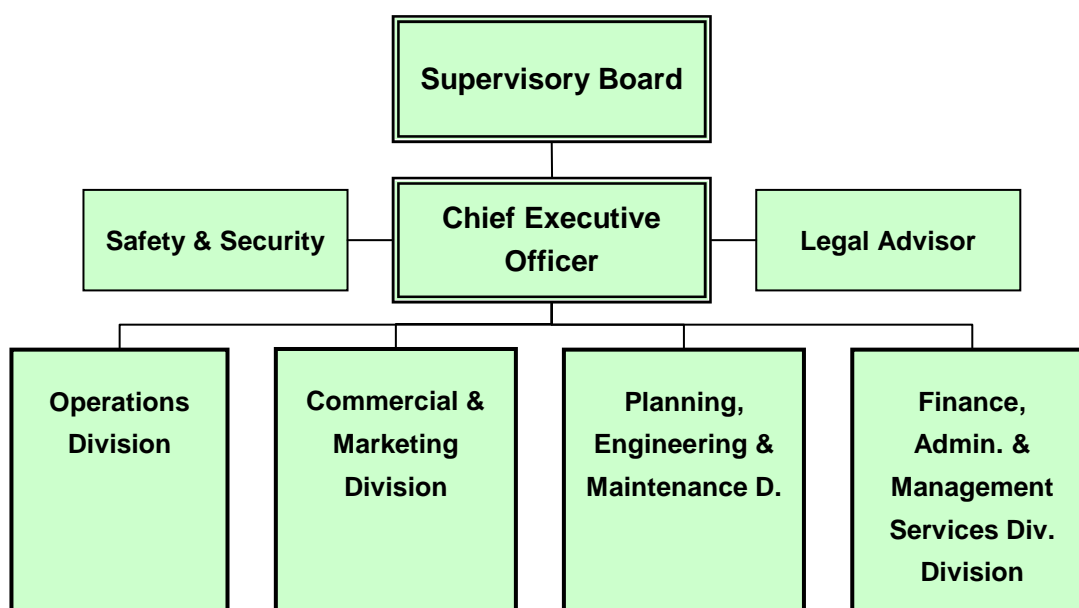 Supervisory Board
Safety & Security
Chief Executive
Officer
Legal Advisor
Operations
Division
Commercial &
Marketing
Division
Planning,
Engineering &
Maintenance D.
Finance,
Admin. &
Management
Services Div.
Division